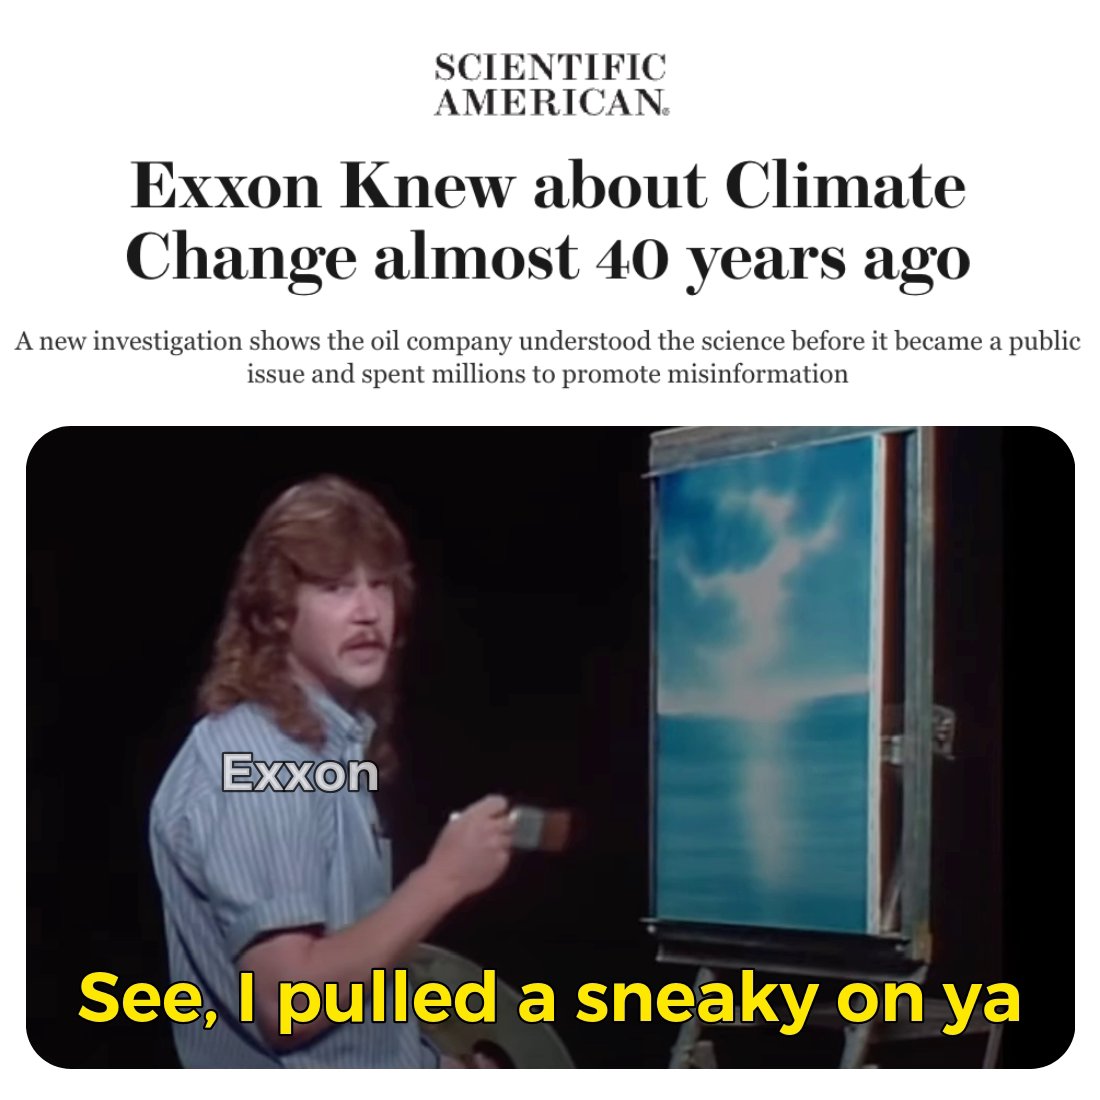 SCIENTIFIC
AMERICAN®
Exxon Knew about Climate
Change almost 40 years ago
A new investigation shows the oil company understood the science before it became a public
issue and spent millions to promote misinformation
Exxon
See, I pulled a sneaky on ya